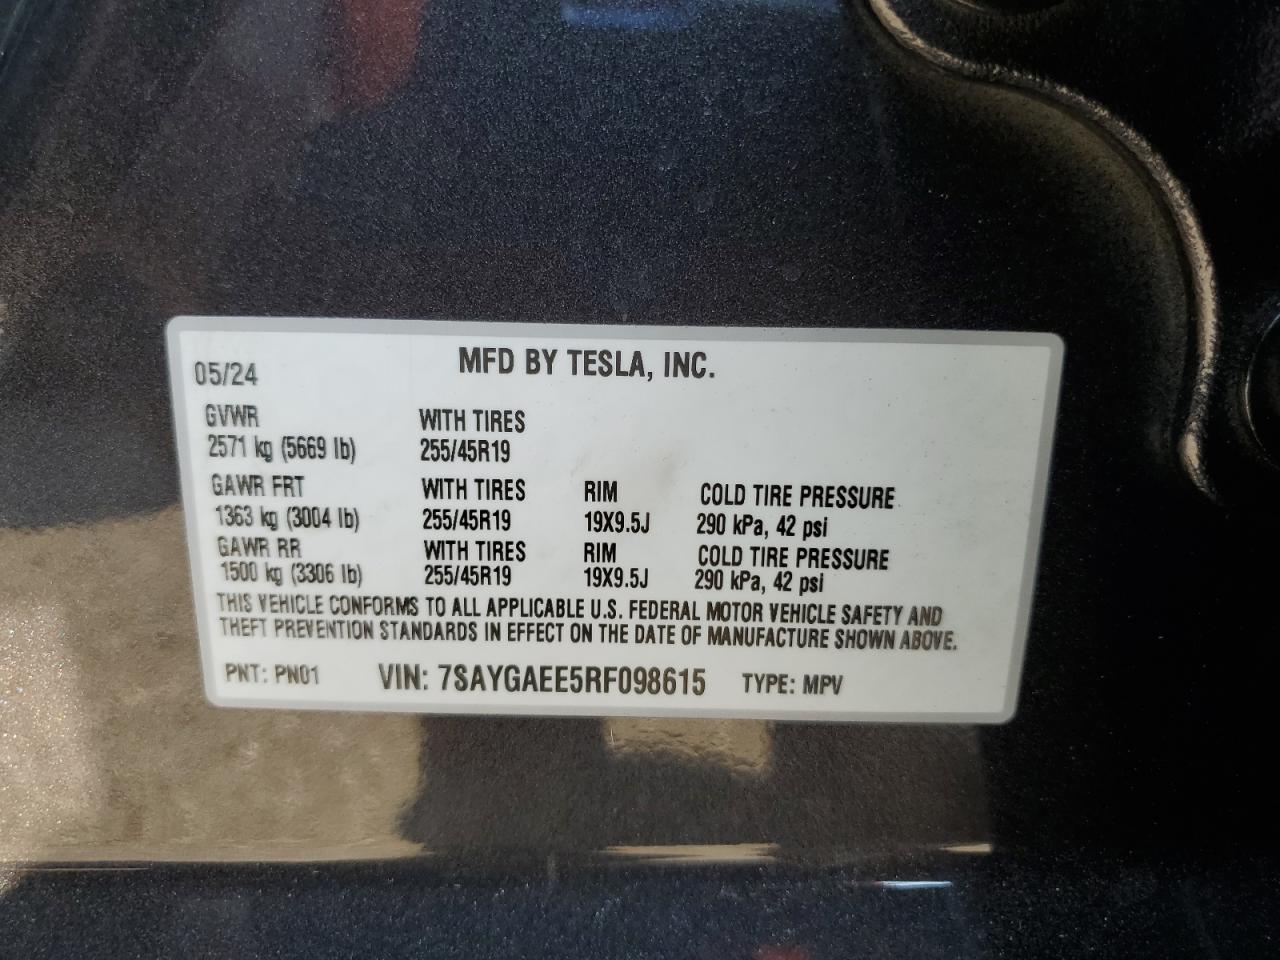 05/24 MFD BY TESLA, INC.
GVWR WITH TIRES
2571 kg (5669 lb) 255/45R19
GAWR FRT WITH TIRES RIM COLD TIRE PRESSURE
1363 kg (3004 lb) 255/45R19 19X9.5J 290 kPa, 42 psi
GAWR RR WITH TIRES RIM COLD TIRE PRESSURE
1500 kg (3306 lb) 255/45R19 19X9.5J 290 kPa, 42 psi
THIS VEHICLE CONFORMS TO ALL APPLICABLE U.S. FEDERAL MOTOR VEHICLE SAFETY AND
THEFT PREVENTION STANDARDS IN EFFECT ON THE DATE OF MANUFACTURE SHOWN ABOVE.
PNT: PN01 VIN: 7SAYGAEE5RF098615 TYPE: MPV